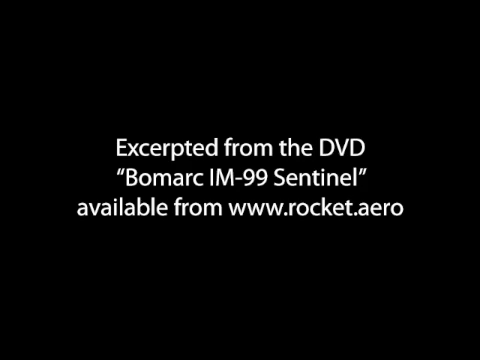 Excerpted from the DVD
“Bomarc IM-99 Sentinel”
available from www.rocket.aero